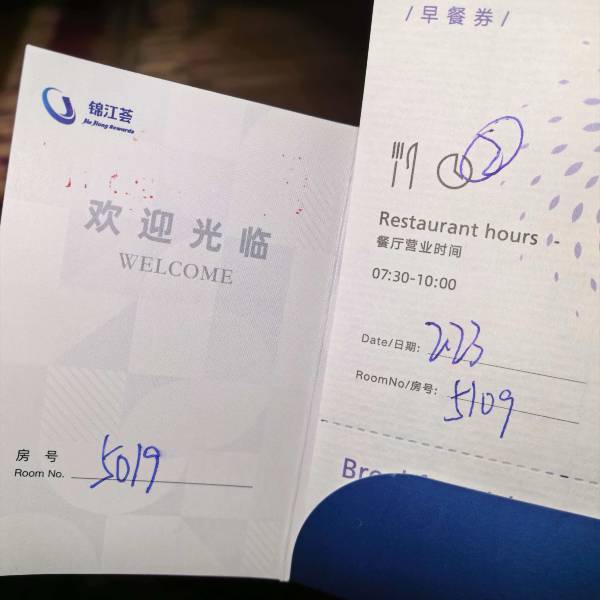 锦江荟
Jin Jiang Rewards
欢迎光临
WELCOME
房号
Room No. 5019
/早餐券/
2
Restaurant hours -
餐厅营业时间
07:30-10:00
Date/日期: 2.23
RoomNo/房号: 5109